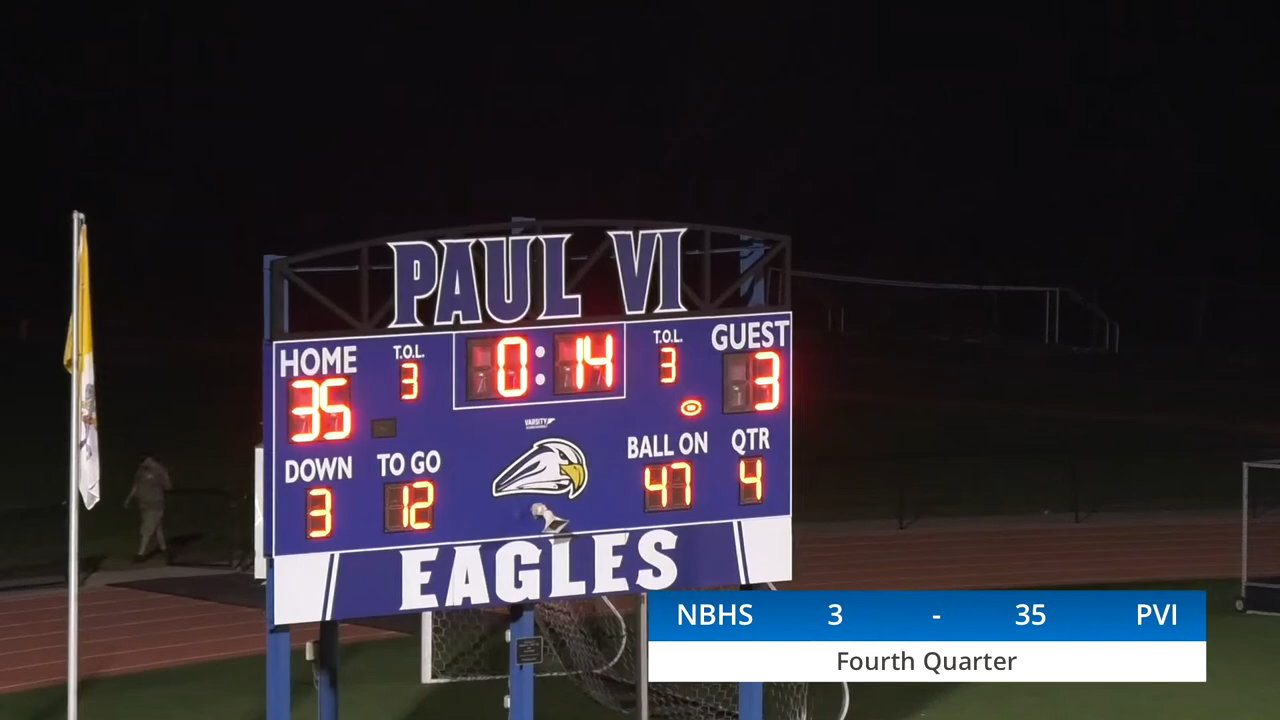 PAUL VI
HOME T.O.L. 0:14 T.O.L. GUEST
35 3 3 3
VARSITY
DOWN TO GO BALL ON QTR
3 12 47 4
EAGLES
NBHS 3 - 35 PVI
Fourth Quarter